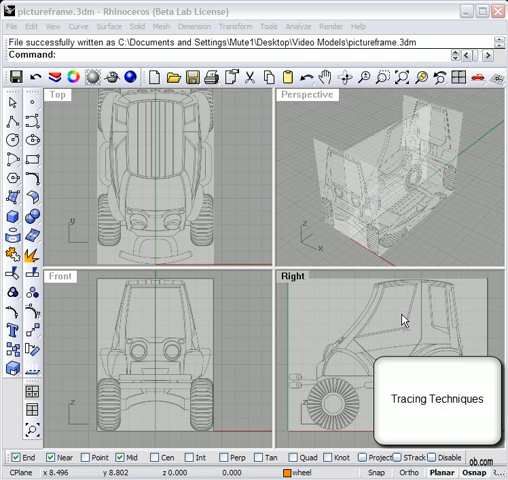 pictureframe.3dm - Rhinoceros (Beta Lab License)
File Edit View Curve Surface Solid Mesh Dimension Transform Tools Analyze Render Help
File successfully written as C:\Documents and Settings\Mute1\Desktop\Video Models\pictureframe.3dm
Command:
Top
Perspective
y
x
z
x
Front
Right
z
z
Tracing Techniques
End Near Point Mid Cen Int Perp Tan Quad Knot Project STrack Disable
ob.com
CPlane x 8.496 y 8.802 z 0.000 0.000 wheel Snap Ortho Planar Osnap